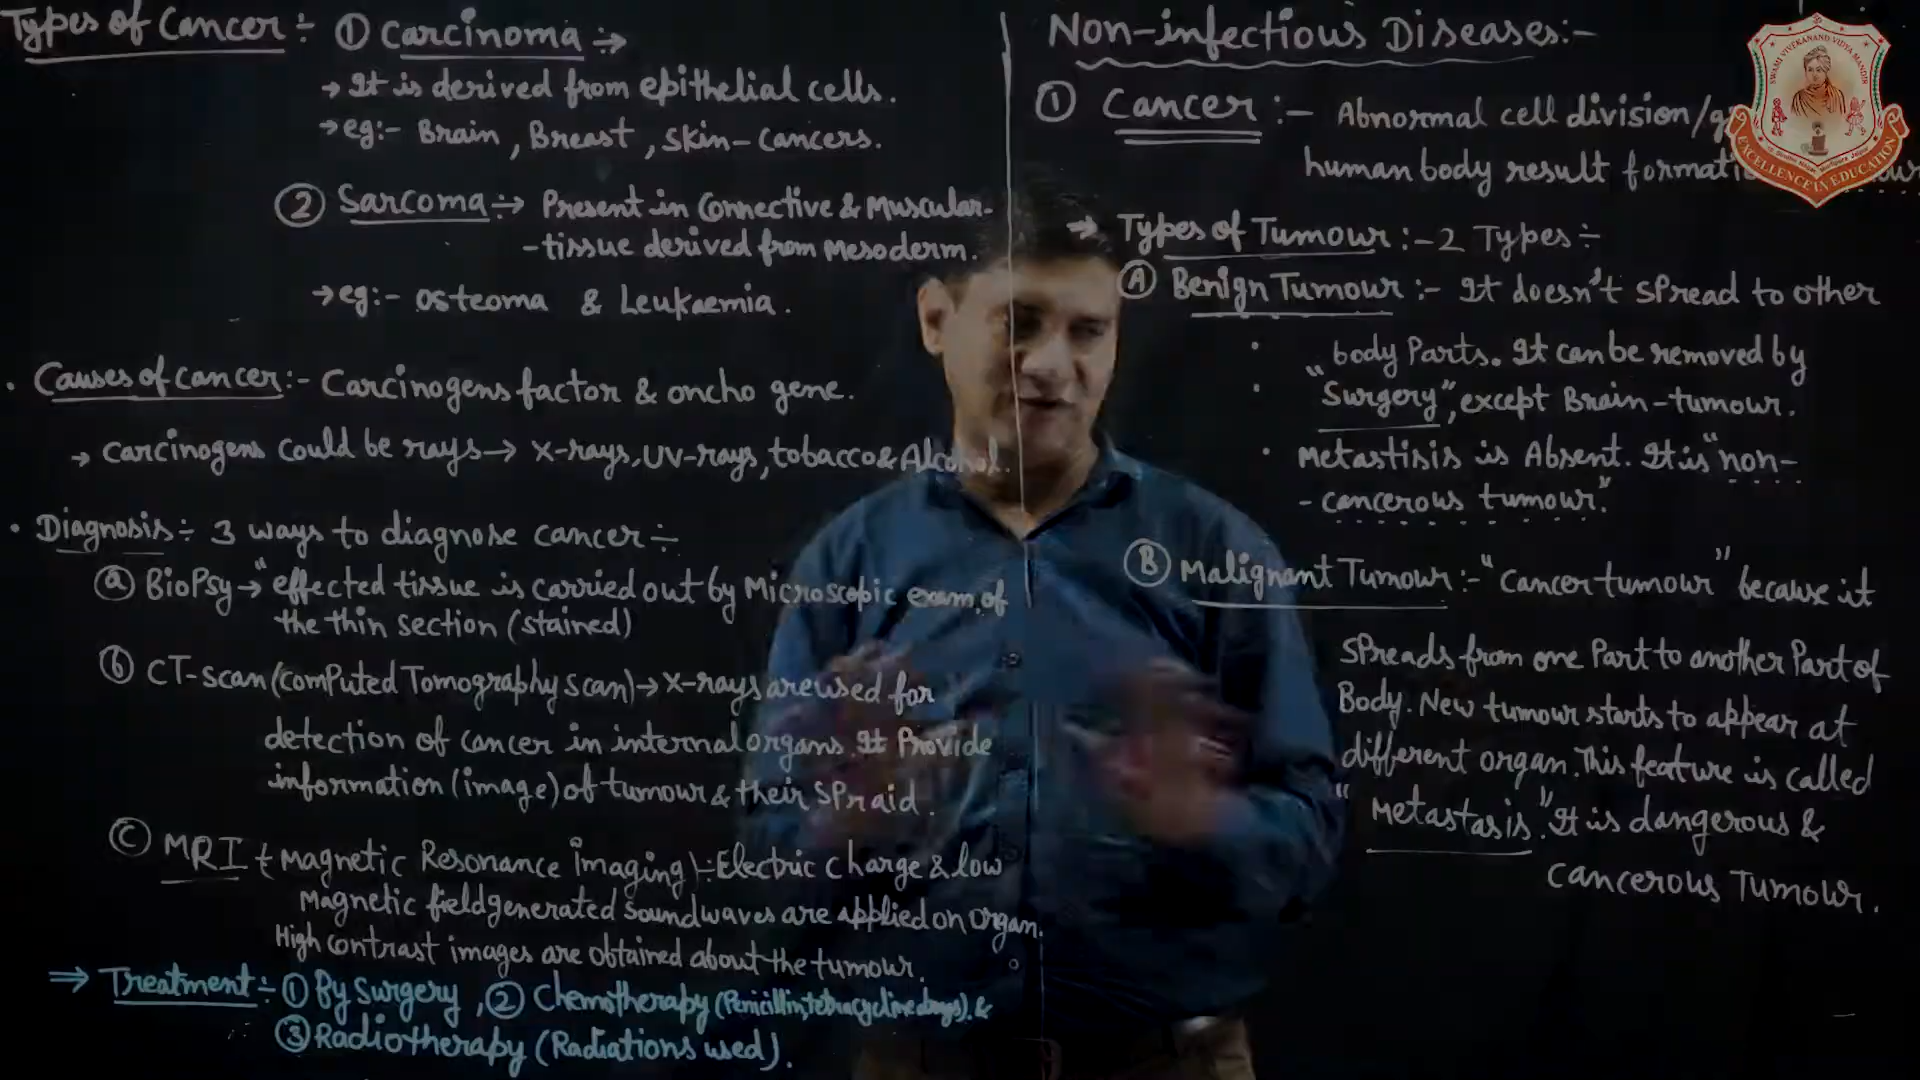 Types of Cancer :- ① Carcinoma :→
→ It is derived from epithelial cells.
→ eg:- Brain, Breast, Skin-cancers.
② Sarcoma :→ Present in Connective & Muscular-
-tissue derived from mesoderm.
→ eg:- Osteoma & Leukaemia.
• Causes of cancer:- Carcinogens factor & oncho gene.
→ Carcinogens could be rays → X-rays, UV-rays, tobacco & Alcohol.
• Diagnosis ÷ 3 ways to diagnose cancer ÷
ⓐ BioPsy → "effected tissue is carried out by Microscopic exam. of
the thin section (stained)
ⓑ CT-scan (computed Tomography scan) → X-rays are used for
detection of cancer in internal organs. It Provide
information (image) of tumour & their SPraid.
ⓒ MRI (Magnetic Resonance imaging) ÷ Electric charge & low
Magnetic field generated Soundwaves are applied on organ.
High contrast images are obtained about the tumour.
⇒ Treatment ÷ ① By Surgery, ② Chemotherapy (Penicillin, tetracycline drugs). &
③ Radiotherapy (Radiations used).
Non-infectious Diseases:-
① Cancer :- Abnormal cell division/
human body result
→ Types of Tumour :- 2 Types ÷
Ⓐ Benign Tumour :- It doesn't spread to other
• body Parts. It can be removed by
• "Surgery", except Brain-tumour.
• Metastisis is Absent. It is "non-
-cancerous tumour."
Ⓑ Malignant Tumour :- "Cancer tumour" because it
Spreads from one Part to another Part of
Body. New tumour starts to appear at
different organ. This feature is called
"Metastasis." It is dangerous &
cancerous Tumour.
SWAMI VIVEKANAND VIDYA MANDIR
EXCELLENCE IN EDUCATION